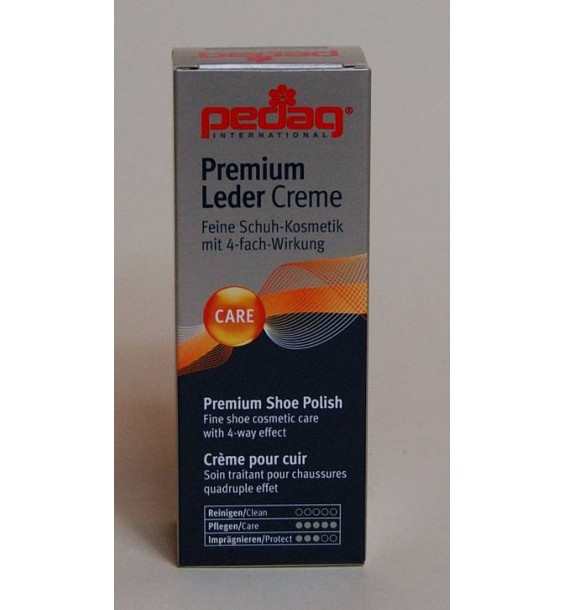 pedag®
INTERNATIONAL
Premium
Leder Creme
Feine Schuh-Kosmetik
mit 4-fach-Wirkung
CARE
Premium Shoe Polish
Fine shoe cosmetic care
with 4-way effect
Crème pour cuir
Soin traitant pour chaussures
quadruple effet
Reinigen/Clean
Pflegen/Care
Imprägnieren/Protect